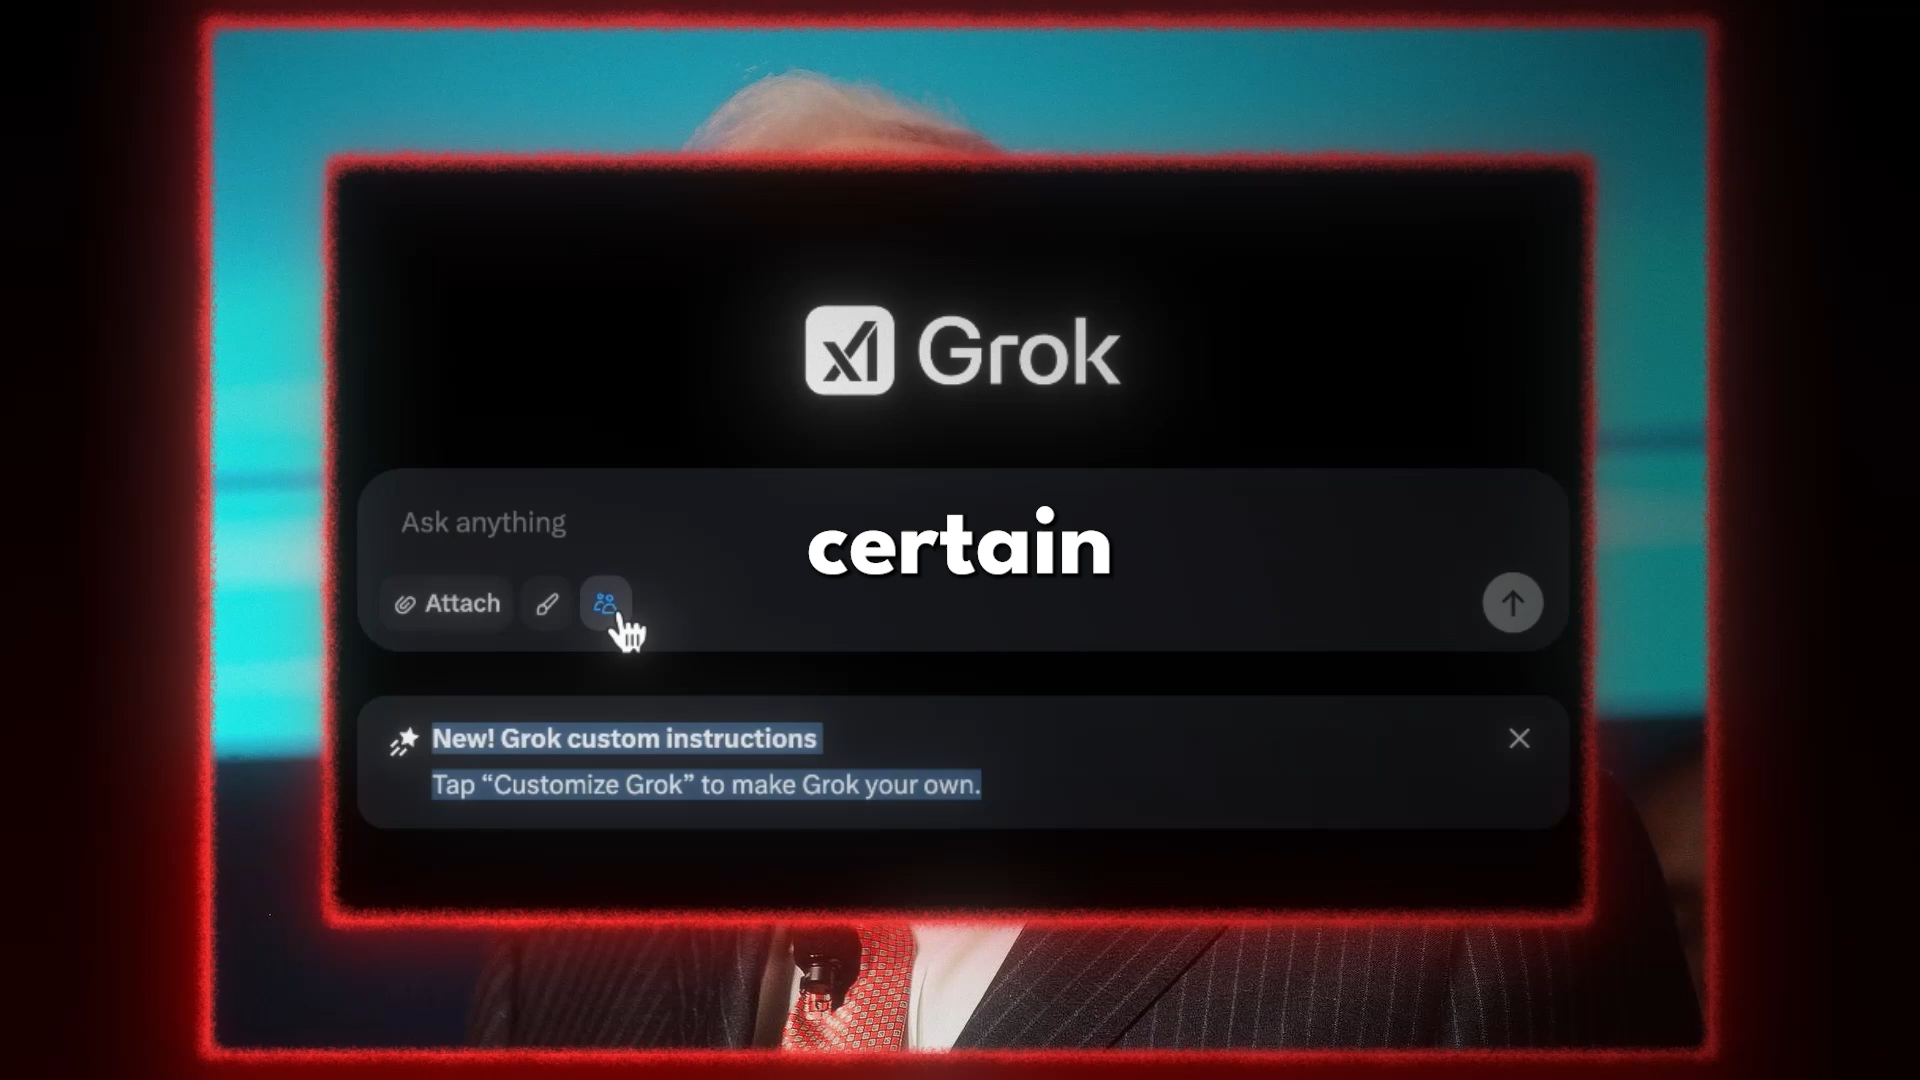 Grok
Ask anything
certain
Attach
New! Grok custom instructions
Tap “Customize Grok” to make Grok your own.